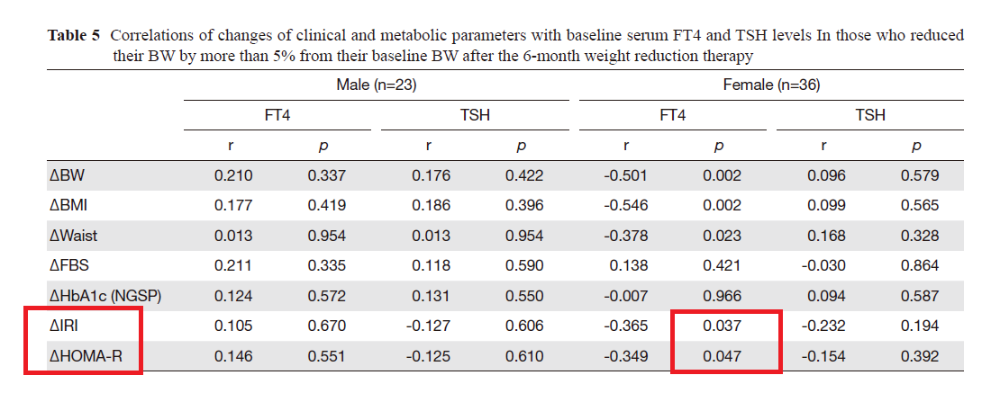 Table 5 Correlations of changes of clinical and metabolic parameters with baseline serum FT4 and TSH levels In those who reduced
their BW by more than 5% from their baseline BW after the 6-month weight reduction therapy
Male (n=23) Female (n=36)
FT4 TSH FT4 TSH
r p r p r p r p
ΔBW 0.210 0.337 0.176 0.422 -0.501 0.002 0.096 0.579
ΔBMI 0.177 0.419 0.186 0.396 -0.546 0.002 0.099 0.565
ΔWaist 0.013 0.954 0.013 0.954 -0.378 0.023 0.168 0.328
ΔFBS 0.211 0.335 0.118 0.590 0.138 0.421 -0.030 0.864
ΔHbA1c (NGSP) 0.124 0.572 0.131 0.550 -0.007 0.966 0.094 0.587
ΔIRI 0.105 0.670 -0.127 0.606 -0.365 0.037 -0.232 0.194
ΔHOMA-R 0.146 0.551 -0.125 0.610 -0.349 0.047 -0.154 0.392